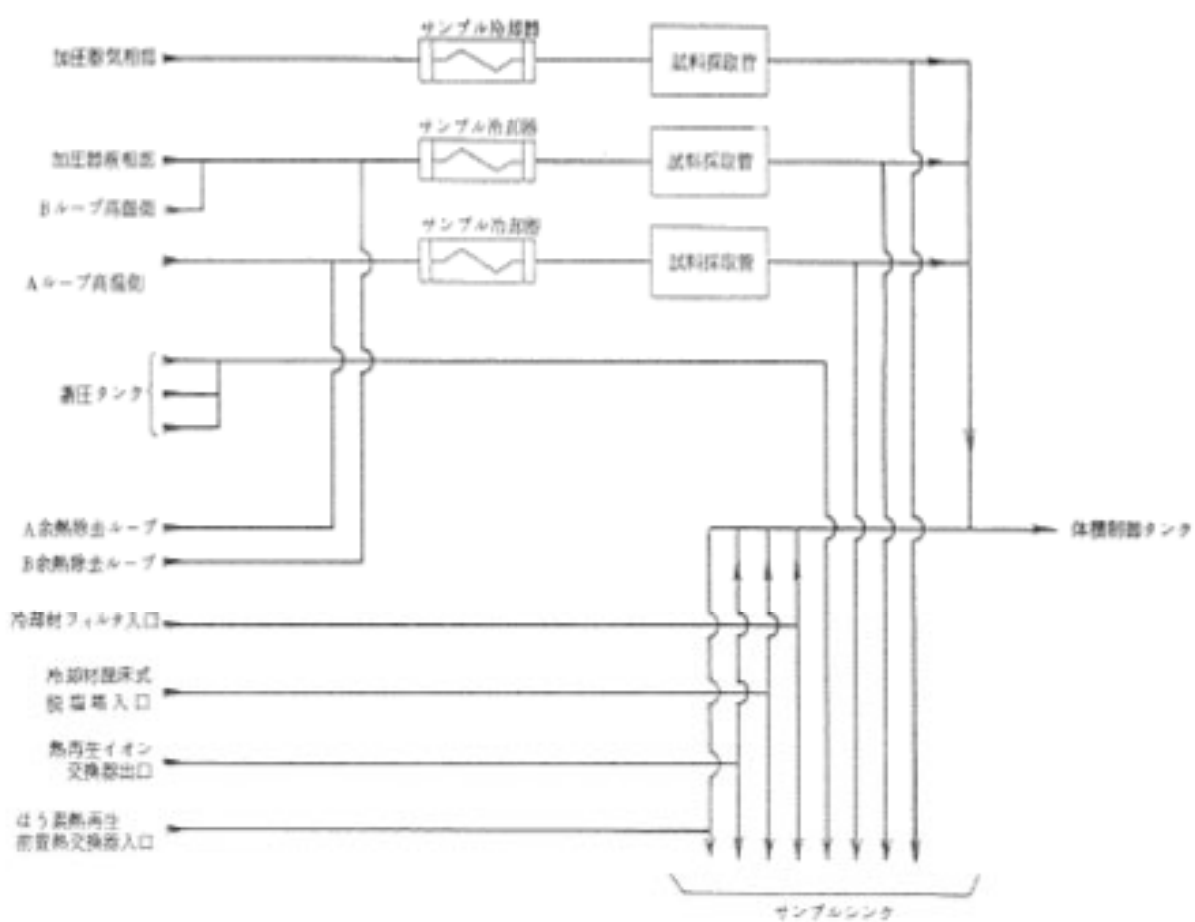 サンプル冷却器
加圧器気相部
試料採取管
サンプル冷却器
加圧器液相部
試料採取管
Bループ高温側
サンプル冷却器
試料採取管
Aループ高温側
蓄圧タンク
A余熱除去ループ
体積制御タンク
B余熱除去ループ
冷却材フィルタ入口
冷却材混床式
脱塩塔入口
熱再生イオン
交換器出口
ほう素熱再生
前置熱交換器入口
サンプルシンク